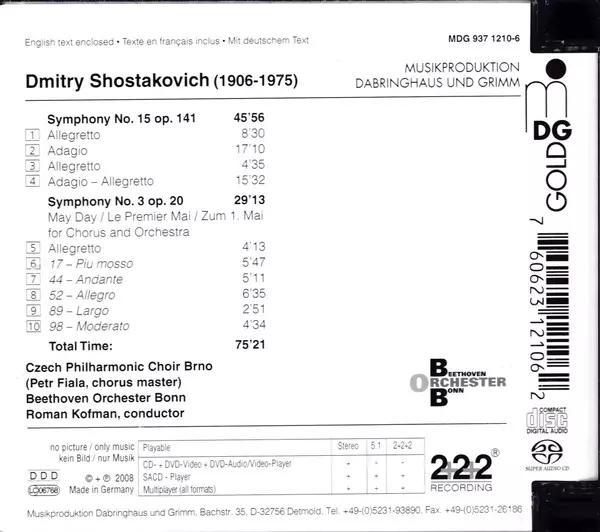 English text enclosed • Texte en français inclus • Mit deutschem Text
MDG 937 1210-6
Dmitry Shostakovich (1906-1975)
MUSIKPRODUKTION
DABRINGHAUS UND GRIMM
MDG
GOLD
Symphony No. 15 op. 141 45'56
1 Allegretto 8'30
2 Adagio 17'10
3 Allegretto 4'35
4 Adagio – Allegretto 15'32
Symphony No. 3 op. 20 29'13
May Day / Le Premier Mai / Zum 1. Mai
for Chorus and Orchestra
5 Allegretto 4'13
6 17 – Piu mosso 5'47
7 44 – Andante 5'11
8 52 – Allegro 6'35
9 89 – Largo 2'51
10 98 – Moderato 4'34
Total Time: 75'21
Czech Philharmonic Choir Brno
(Petr Fiala, chorus master)
Beethoven Orchester Bonn
Roman Kofman, conductor
BEETHOVEN
ORCHESTER
BONN
7 60623 12106 2
COMPACT
disc
DIGITAL AUDIO
SUPER AUDIO CD
no picture / only music
kein Bild / nur Musik
DDD
LC06768
© + ℗ 2008
Made in Germany
Playable Stereo 5.1 2+2+2
CD- + DVD-Video + DVD-Audio/Video-Player + + +
SACD - Player + + +
Multiplayer (all formats) + + +
2+2+2®
RECORDING
Musikproduktion Dabringhaus und Grimm, Bachstr. 35, D-32756 Detmold, Tel. +0(0)5231-93890, Fax. +0(0)5231-26186